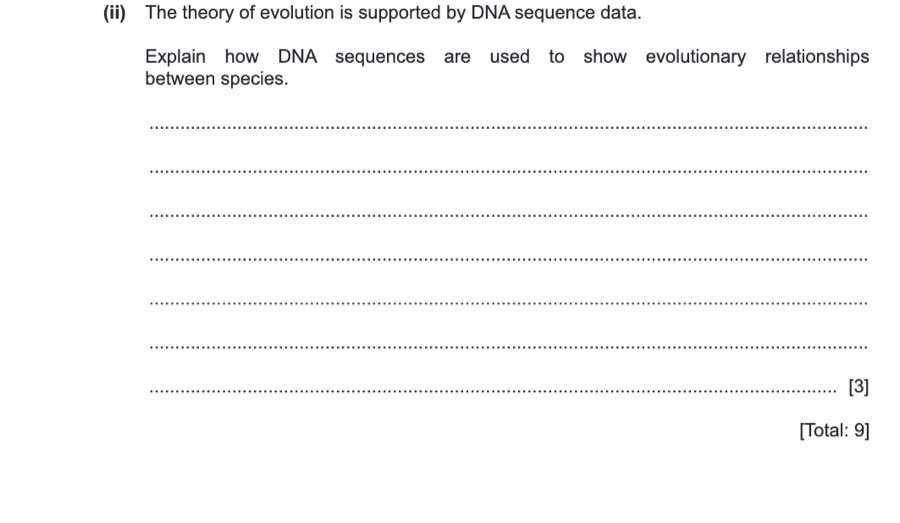 (ii) The theory of evolution is supported by DNA sequence data.
Explain how DNA sequences are used to show evolutionary relationships
between species.
[3]
[Total: 9]